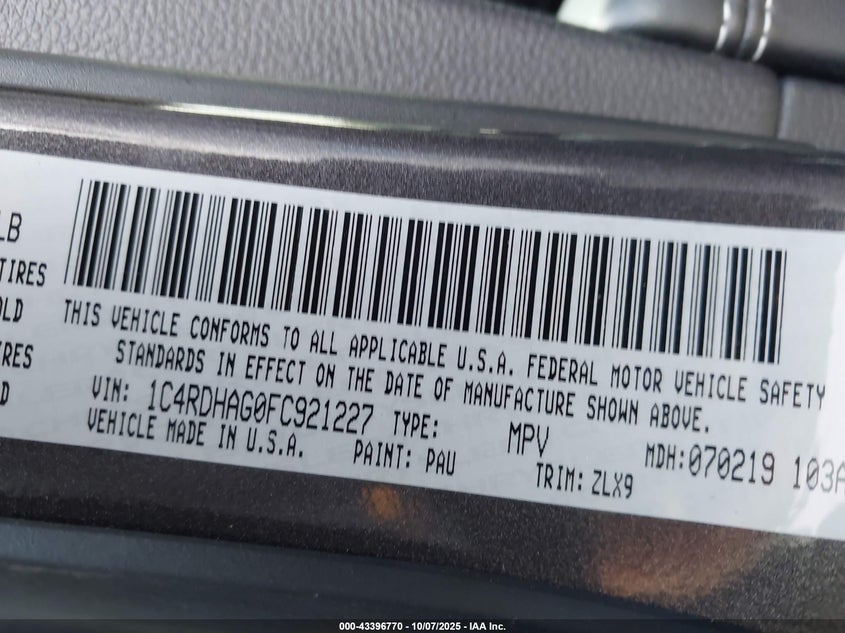 LB
TIRES
OLD
RES
D
THIS VEHICLE CONFORMS TO ALL APPLICABLE U.S.A. FEDERAL MOTOR VEHICLE SAFETY
STANDARDS IN EFFECT ON THE DATE OF MANUFACTURE SHOWN ABOVE.
VIN: 1C4RDHAG0FC921227 TYPE: MPV MDH:070219 103A
VEHICLE MADE IN U.S.A. PAINT: PAU TRIM: ZLX9
000-43396770 - 10/07/2025 - IAA Inc.